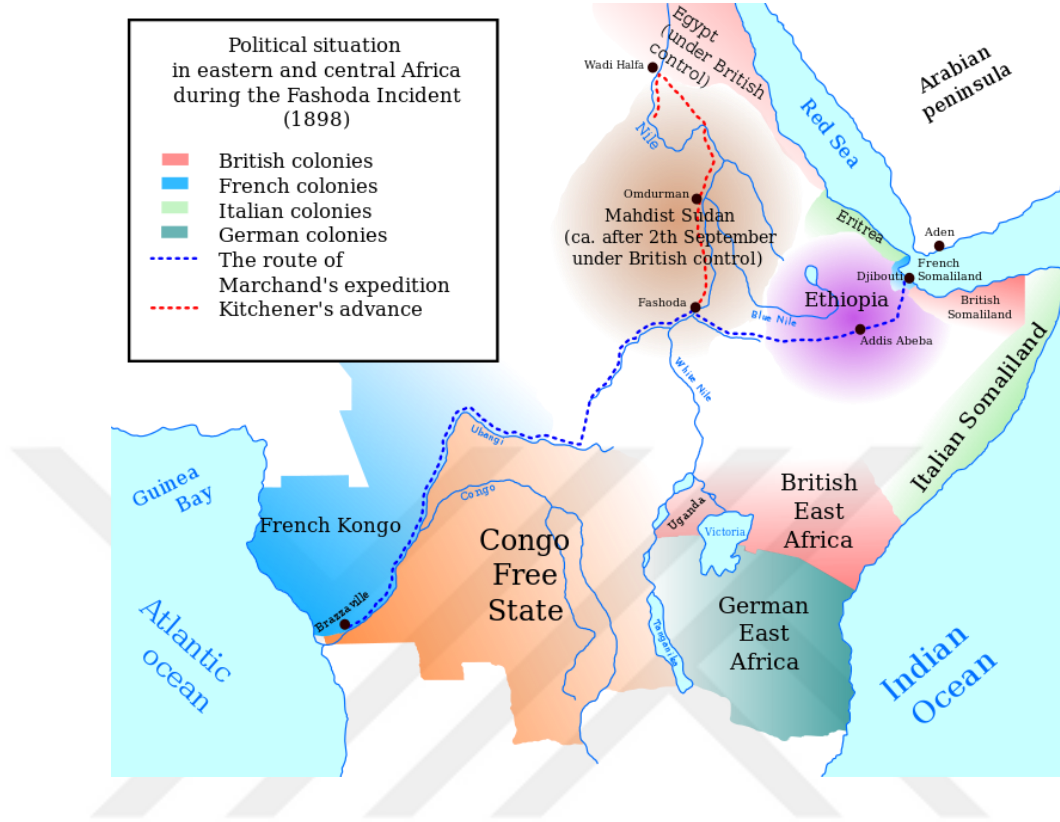 Political situation
in eastern and central Africa
during the Fashoda Incident
(1898)
British colonies
French colonies
Italian colonies
German colonies
The route of
Marchand's expedition
Kitchener's advance
Egypt
(under British
control)
Wadi Halfa
Nile
Red Sea
Arabian
peninsula
Omdurman
Mahdist Sudan
(ca. after 2th September
under British control)
Eritrea
Aden
French
Somaliland
Djibouti
British
Somaliland
Ethiopia
Addis Abeba
Blue Nile
Fashoda
White Nile
Italian Somaliland
Ubangi
Congo
Guinea
Bay
French Kongo
Brazzaville
Congo
Free
State
Uganda
Victoria
British
East
Africa
German
East
Africa
Tanganika
Atlantic
ocean
Indian
Ocean